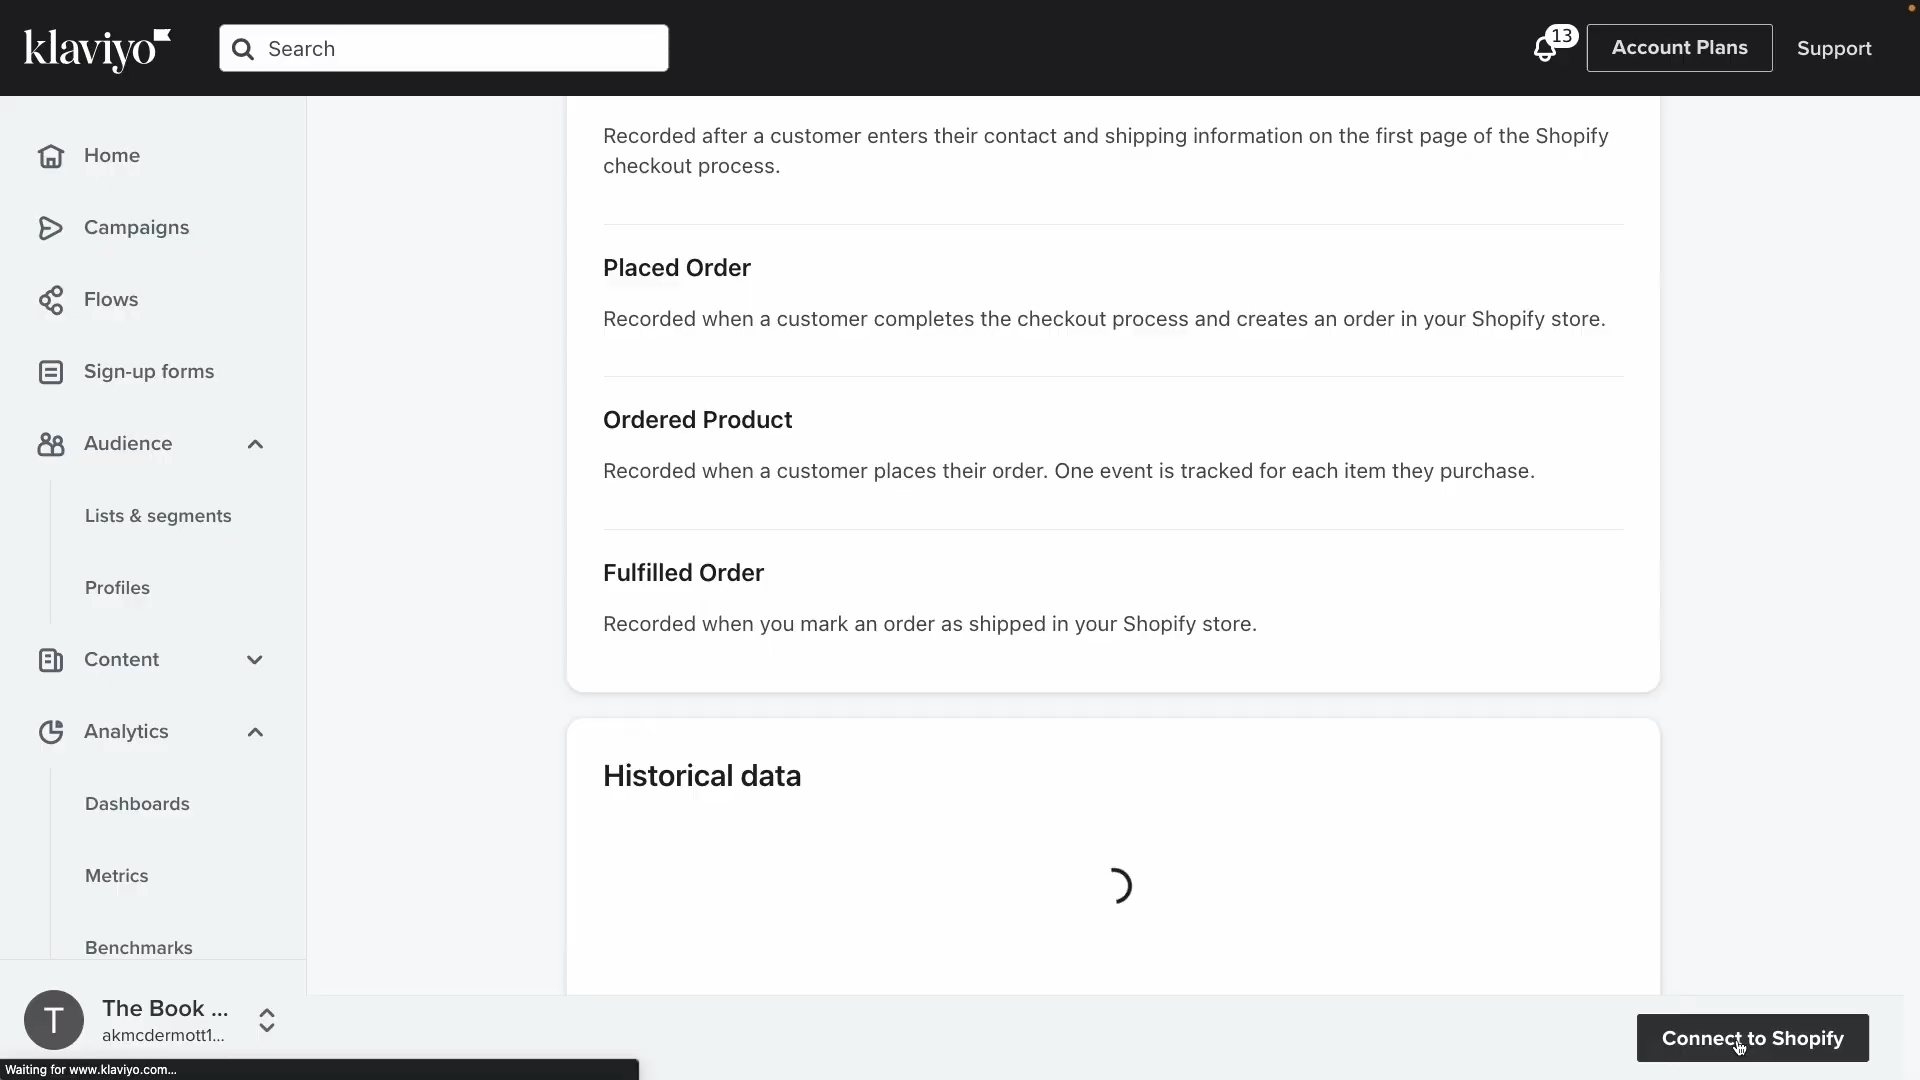 klaviyo
Search
13
Account Plans
Support
Home
Campaigns
Flows
Sign-up forms
Audience
Lists & segments
Profiles
Content
Analytics
Dashboards
Metrics
Benchmarks
T
The Book ...
akmcdermott1...
Waiting for www.klaviyo.com...
Recorded after a customer enters their contact and shipping information on the first page of the Shopify
checkout process.
Placed Order
Recorded when a customer completes the checkout process and creates an order in your Shopify store.
Ordered Product
Recorded when a customer places their order. One event is tracked for each item they purchase.
Fulfilled Order
Recorded when you mark an order as shipped in your Shopify store.
Historical data
Connect to Shopify